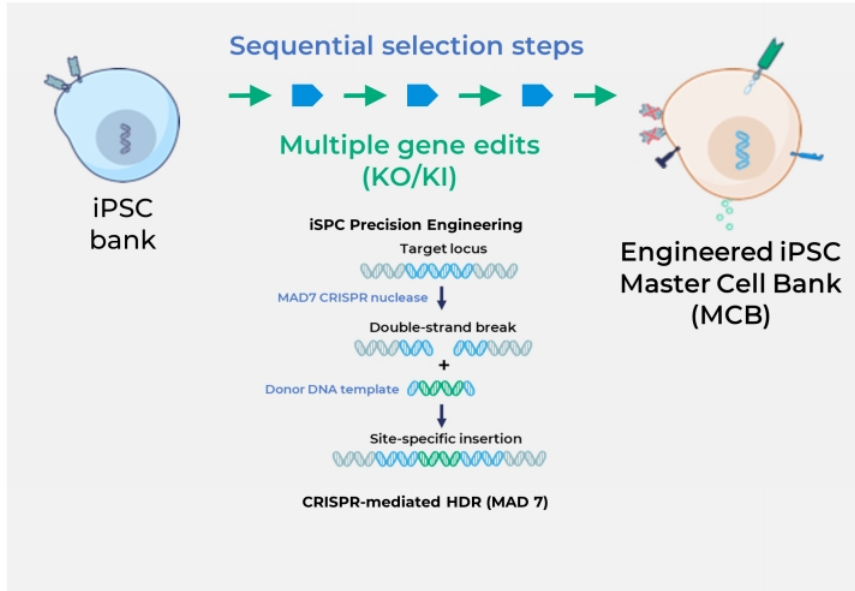 Sequential selection steps
Multiple gene edits
(KO/KI)
iPSC
bank
Engineered iPSC
Master Cell Bank
(MCB)
iSPC Precision Engineering
Target locus
MAD7 CRISPR nuclease
Double-strand break
+
Donor DNA template
Site-specific insertion
CRISPR-mediated HDR (MAD 7)